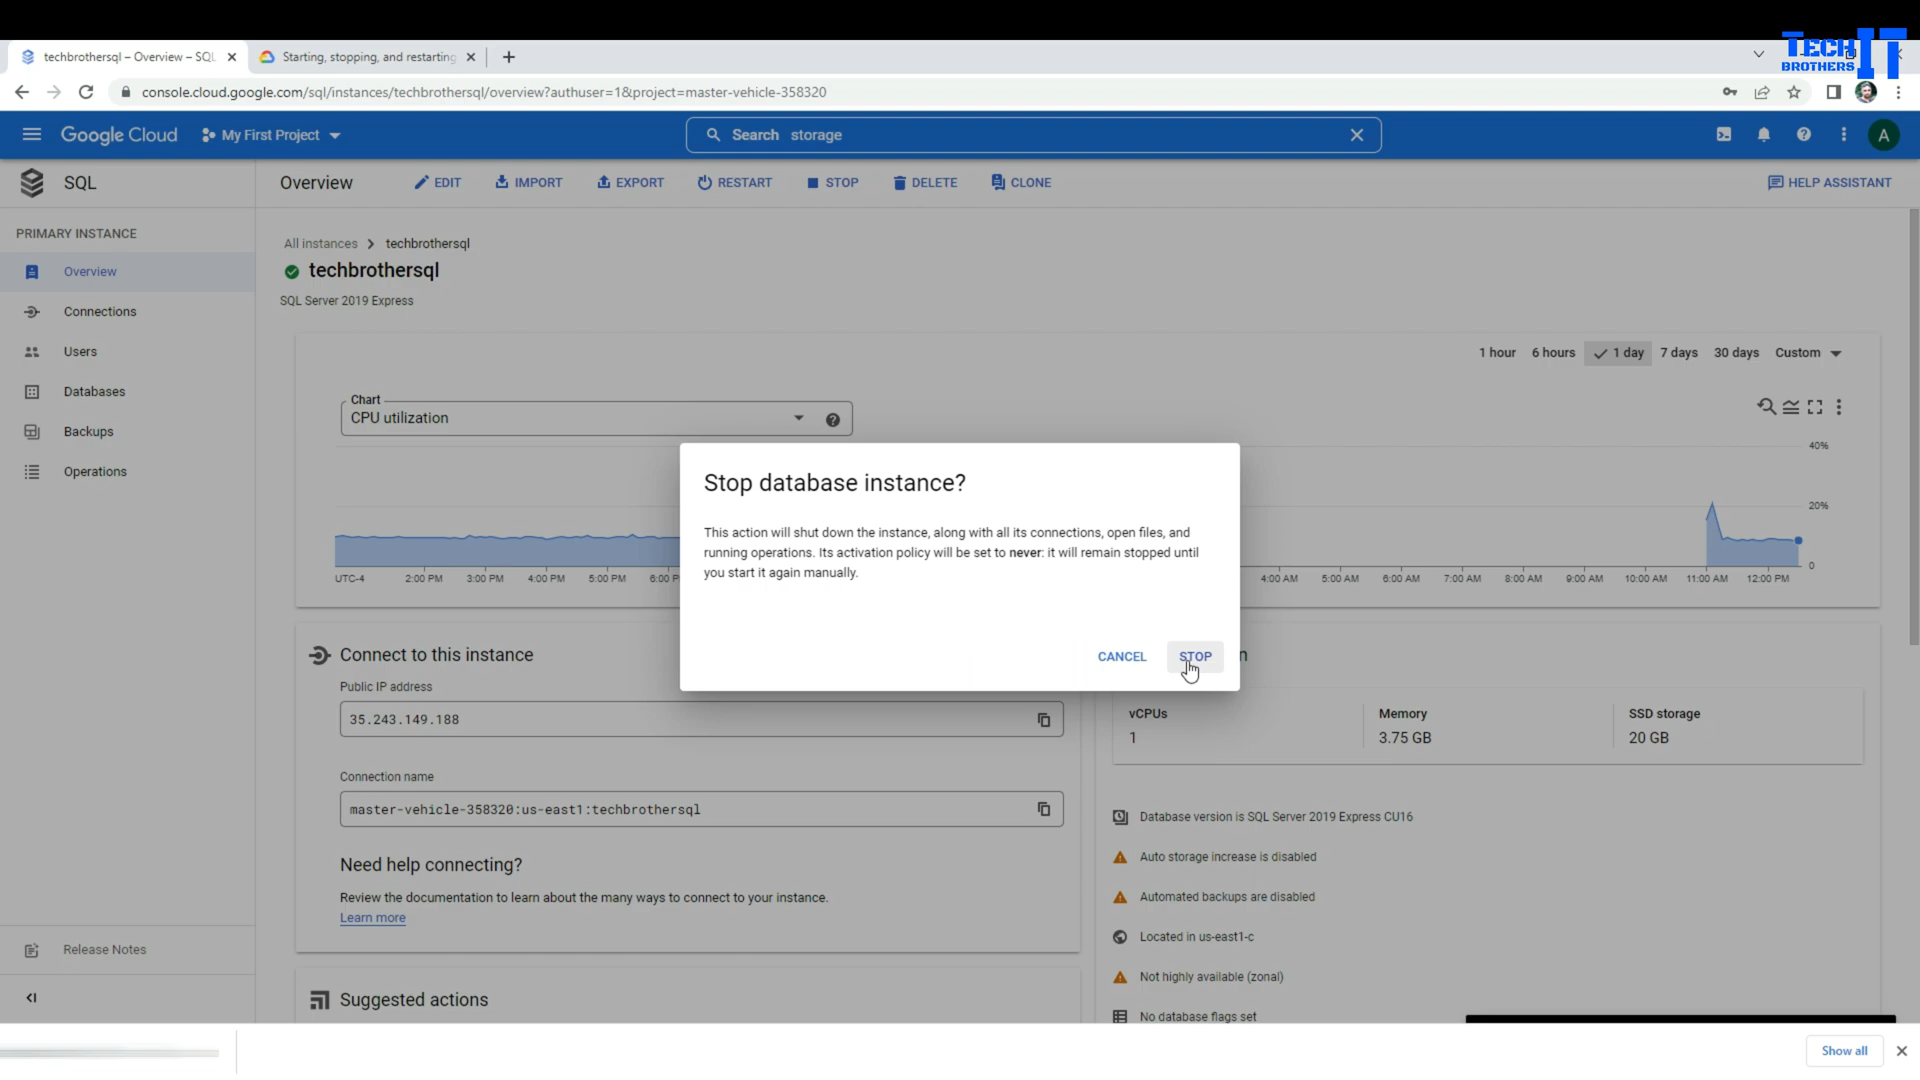 TECH IT
BROTHERS
techbrothersql – Overview – SQL
Starting, stopping, and restarting
console.cloud.google.com/sql/instances/techbrothersql/overview?authuser=1&project=master-vehicle-358320
Google Cloud
My First Project
Search storage
A
SQL
Overview
EDIT
IMPORT
EXPORT
RESTART
STOP
DELETE
CLONE
HELP ASSISTANT
PRIMARY INSTANCE
Overview
Connections
Users
Databases
Backups
Operations
Release Notes
All instances
techbrothersql
techbrothersql
SQL Server 2019 Express
1 hour
6 hours
1 day
7 days
30 days
Custom
Chart
CPU utilization
40%
20%
0
UTC-4 2:00 PM 3:00 PM 4:00 PM 5:00 PM 6:00 P
4:00 AM 5:00 AM 6:00 AM 7:00 AM 8:00 AM 9:00 AM 10:00 AM 11:00 AM 12:00 PM
Stop database instance?
This action will shut down the instance, along with all its connections, open files, and
running operations. Its activation policy will be set to never: it will remain stopped until
you start it again manually.
CANCEL
STOP
Connect to this instance
Public IP address
35.243.149.188
Connection name
master-vehicle-358320:us-east1:techbrothersql
Need help connecting?
Review the documentation to learn about the many ways to connect to your instance.
Learn more
Suggested actions
n
vCPUs
1
Memory
3.75 GB
SSD storage
20 GB
Database version is SQL Server 2019 Express CU16
Auto storage increase is disabled
Automated backups are disabled
Located in us-east1-c
Not highly available (zonal)
No database flags set
Show all